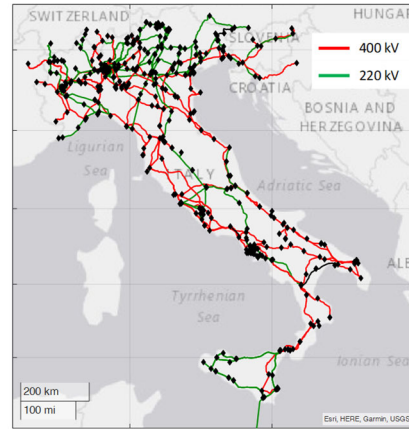 SWITZERLAND
HUNGAR
SLOVENIA
400 kV
220 kV
CROATIA
BOSNIA AND
HERZEGOVINA
Ligurian
Sea
ITALY
Adriatic Sea
ALB
Tyrrhenian
Sea
Ionian Sea
200 km
100 mi
Esri, HERE, Garmin, USGS